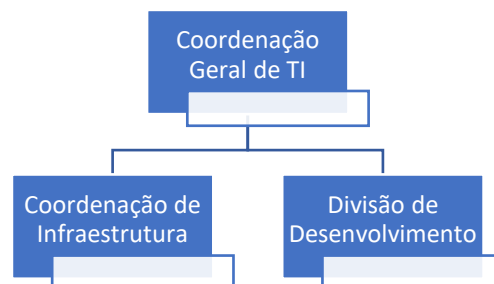 Coordenação
Geral de TI
Coordenação de
Infraestrutura
Divisão de
Desenvolvimento